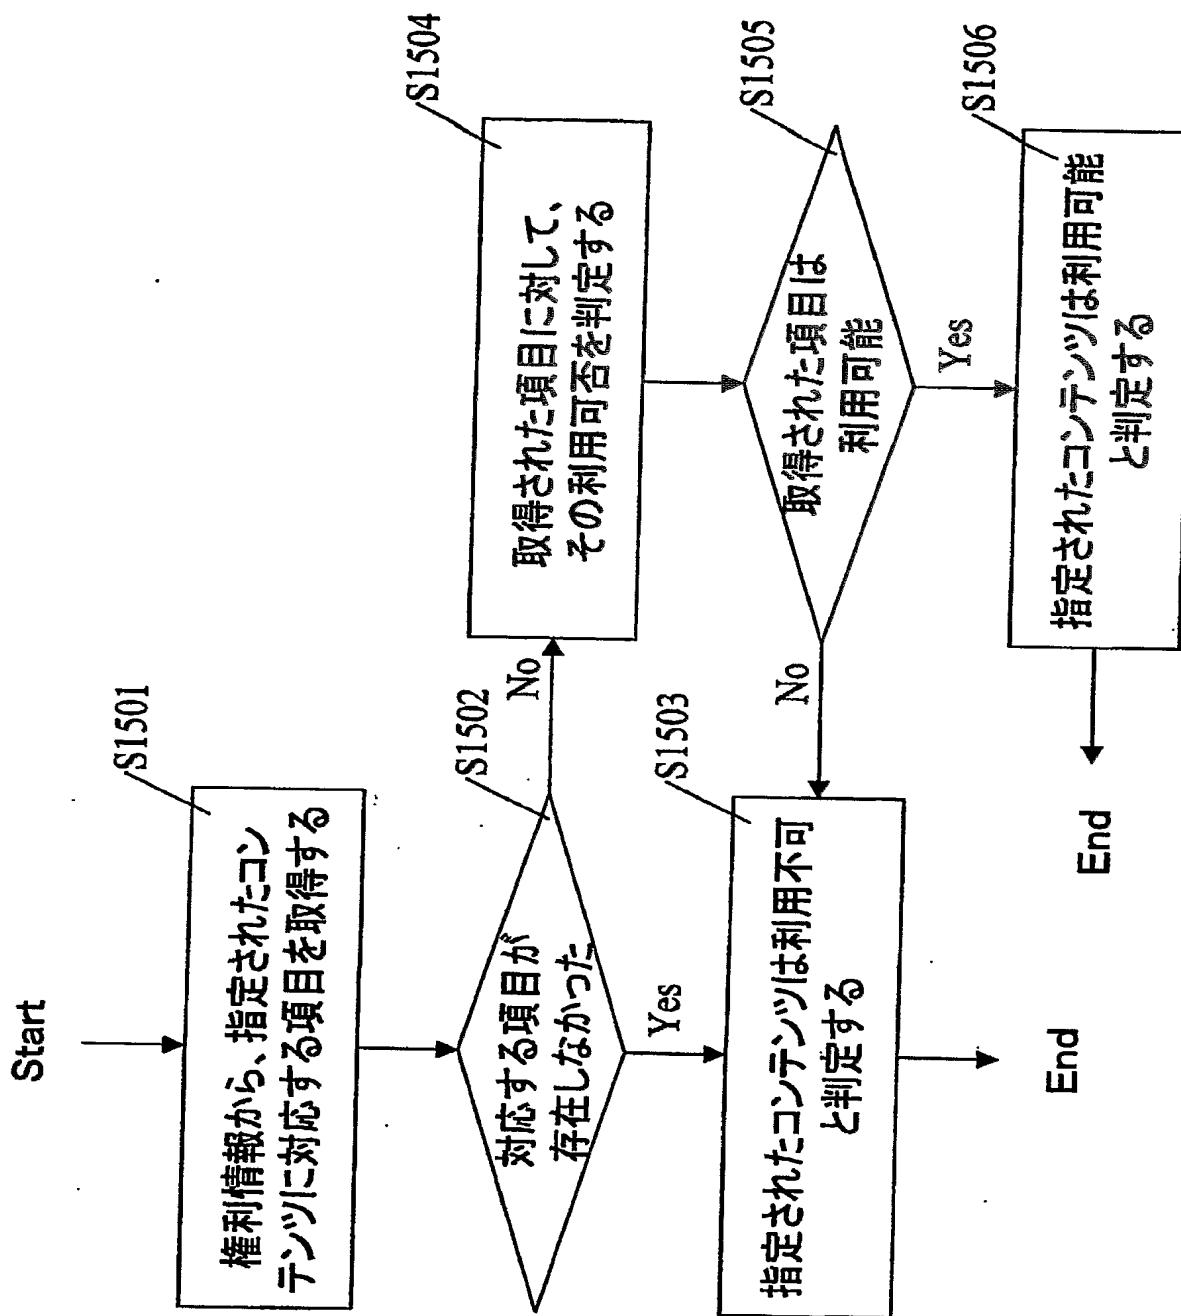 Start
S1501
権利情報から、指定されたコン
テンツに対応する項目を取得する
S1502
対応する項目が
存在しなかった
No
Yes
S1503
指定されたコンテンツは利用不可
と判定する
End
S1504
取得された項目に対して、
その利用可否を判定する
S1505
取得された項目は
利用可能
No
Yes
S1506
指定されたコンテンツは利用可能
と判定する
End